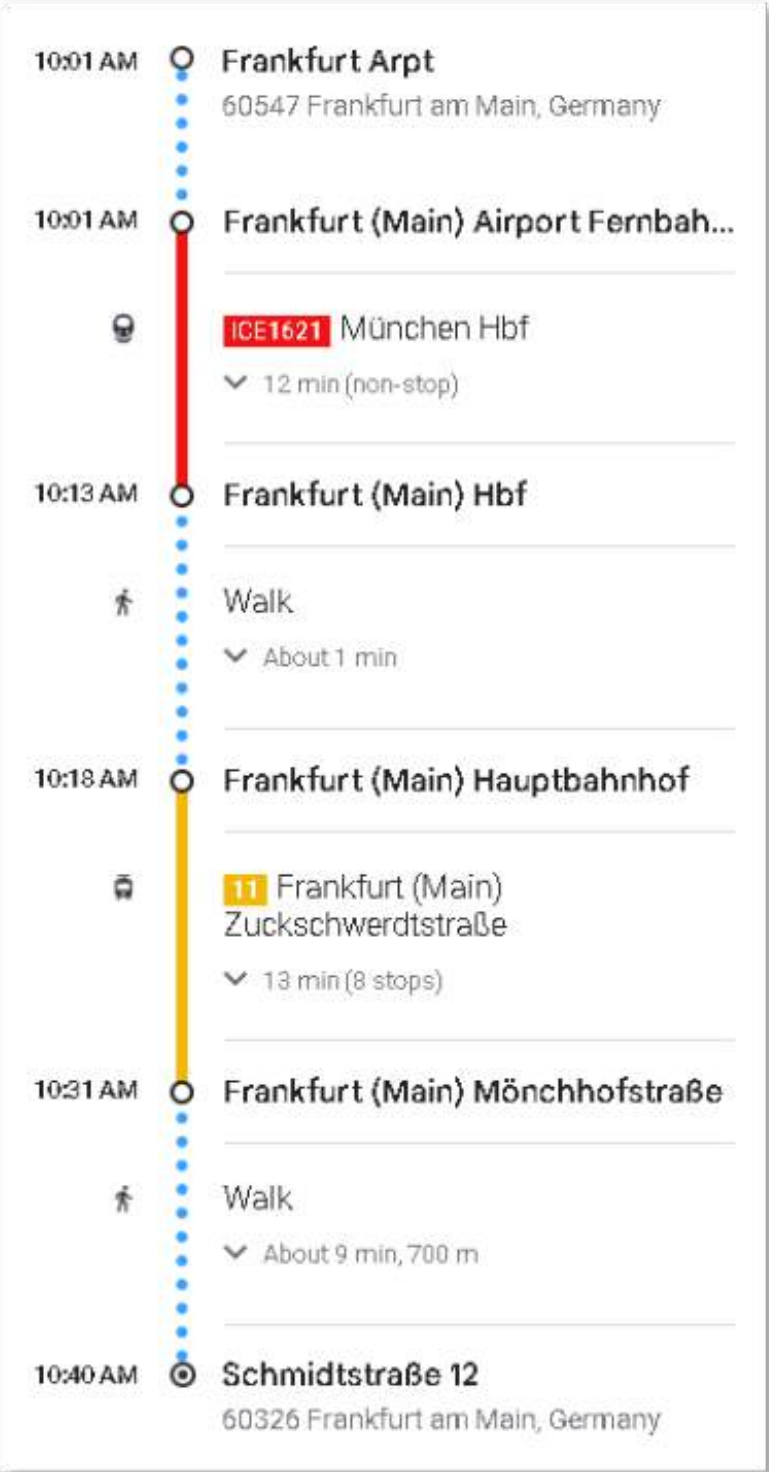 10:01 AM Frankfurt Arpt
60547 Frankfurt am Main, Germany
10:01 AM Frankfurt (Main) Airport Fernbah...
ICE1621 München Hbf
12 min (non-stop)
10:13 AM Frankfurt (Main) Hbf
Walk
About 1 min
10:18 AM Frankfurt (Main) Hauptbahnhof
11 Frankfurt (Main)
Zuckschwerdtstraße
13 min (8 stops)
10:31 AM Frankfurt (Main) Mönchhofstraße
Walk
About 9 min, 700 m
10:40 AM Schmidtstraße 12
60326 Frankfurt am Main, Germany